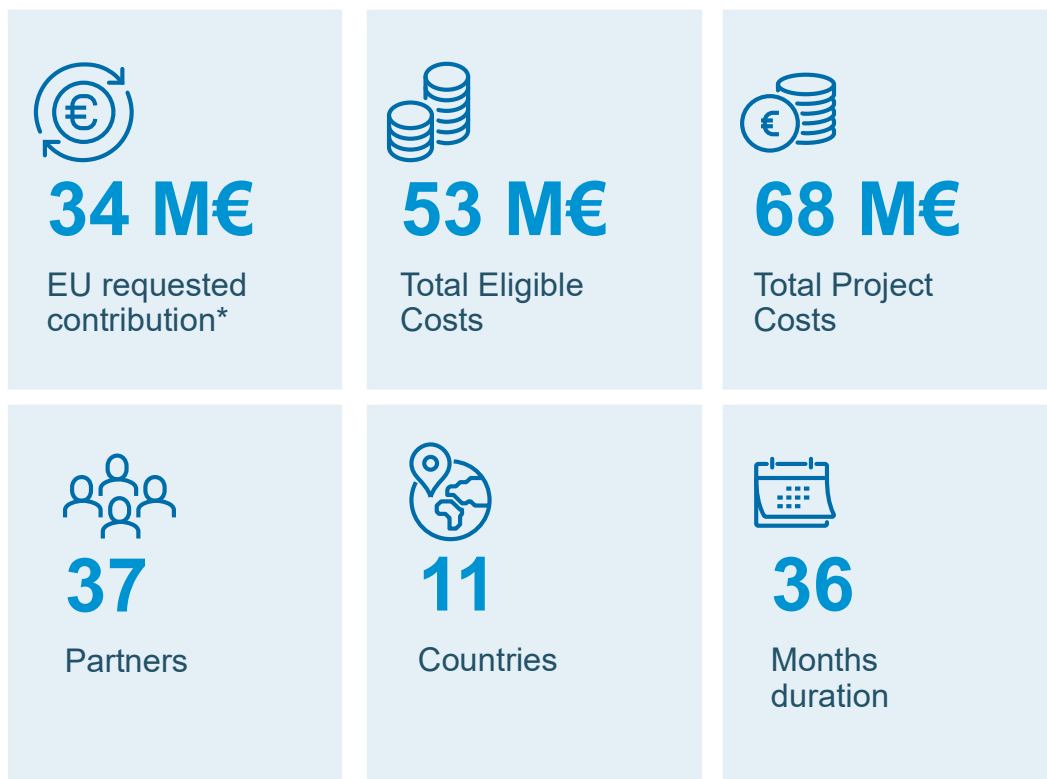 34 M€
EU requested
contribution*
53 M€
Total Eligible
Costs
68 M€
Total Project
Costs
37
Partners
11
Countries
36
Months
duration